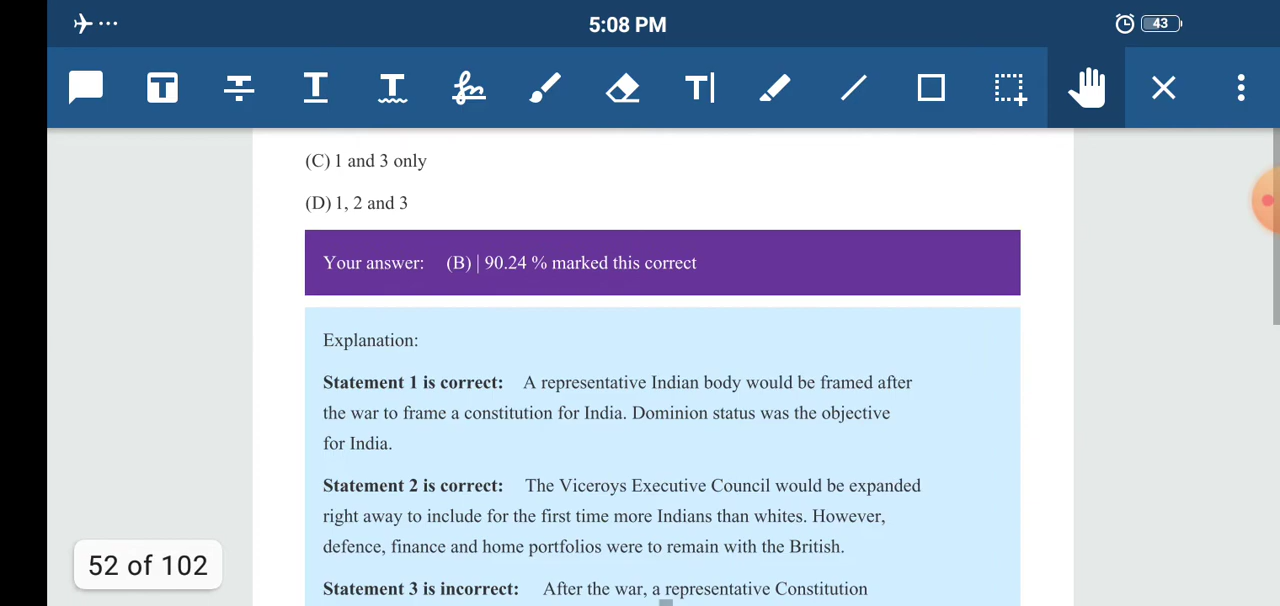 5:08 PM
43
(C) 1 and 3 only
(D) 1, 2 and 3
Your answer: (B) | 90.24 % marked this correct
Explanation:
Statement 1 is correct: A representative Indian body would be framed after
the war to frame a constitution for India. Dominion status was the objective
for India.
Statement 2 is correct: The Viceroys Executive Council would be expanded
right away to include for the first time more Indians than whites. However,
defence, finance and home portfolios were to remain with the British.
Statement 3 is incorrect: After the war, a representative Constitution
52 of 102